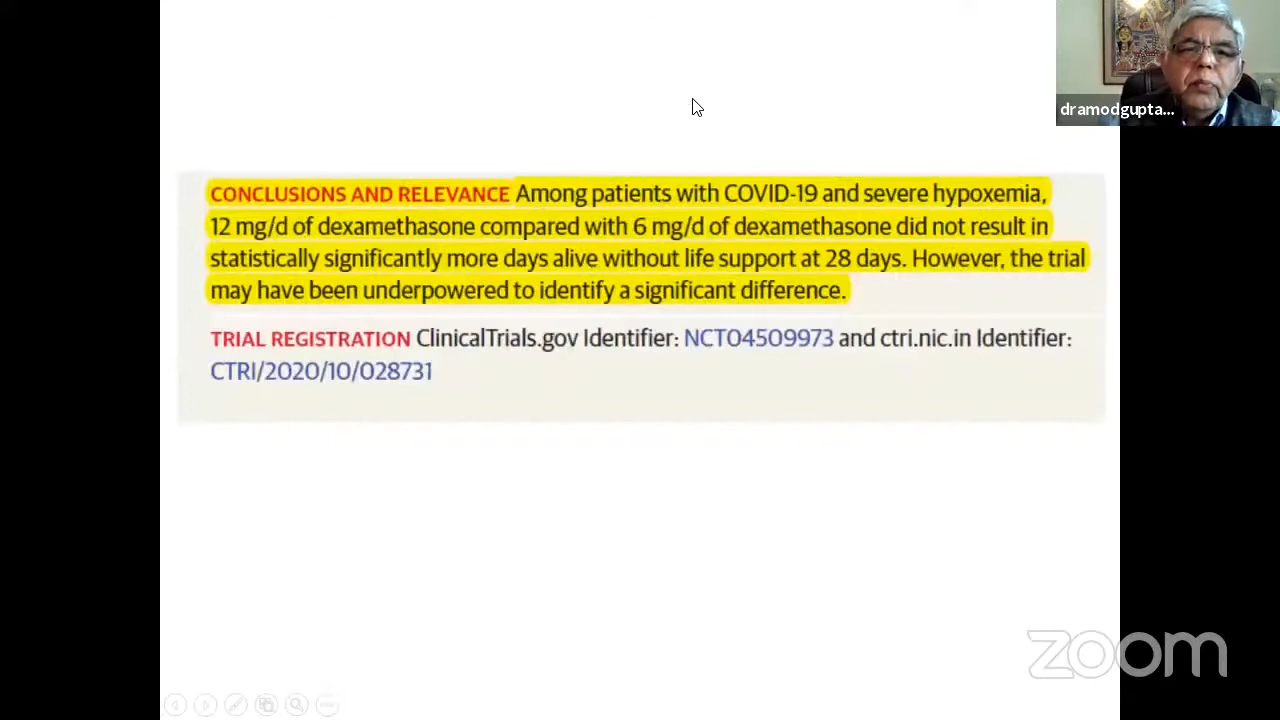 dramodgupta...
CONCLUSIONS AND RELEVANCE Among patients with COVID-19 and severe hypoxemia,
12 mg/d of dexamethasone compared with 6 mg/d of dexamethasone did not result in
statistically significantly more days alive without life support at 28 days. However, the trial
may have been underpowered to identify a significant difference.
TRIAL REGISTRATION ClinicalTrials.gov Identifier: NCT04509973 and ctri.nic.in Identifier:
CTRI/2020/10/028731
zoom